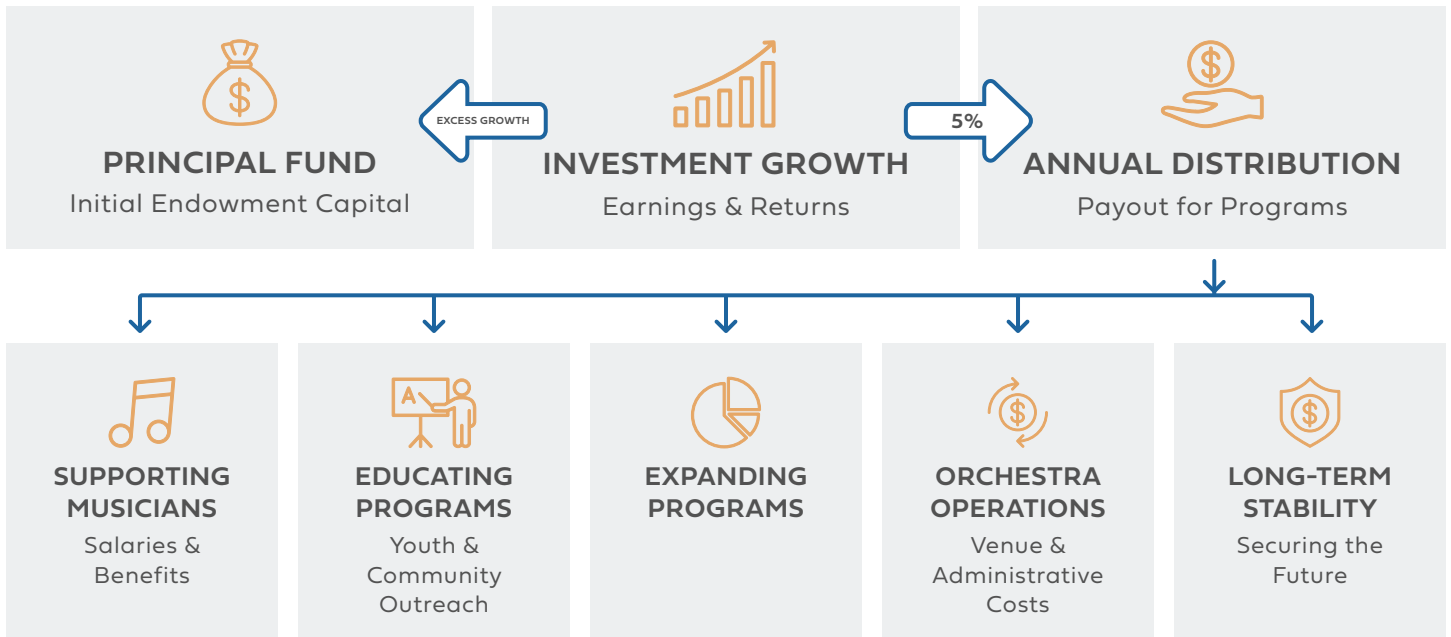 $
$
EXCESS GROWTH
5%
PRINCIPAL FUND
Initial Endowment Capital
INVESTMENT GROWTH
Earnings & Returns
ANNUAL DISTRIBUTION
Payout for Programs
A
$
$
SUPPORTING
MUSICIANS
Salaries &
Benefits
EDUCATING
PROGRAMS
Youth &
Community
Outreach
EXPANDING
PROGRAMS
ORCHESTRA
OPERATIONS
Venue &
Administrative
Costs
LONG-TERM
STABILITY
Securing the
Future